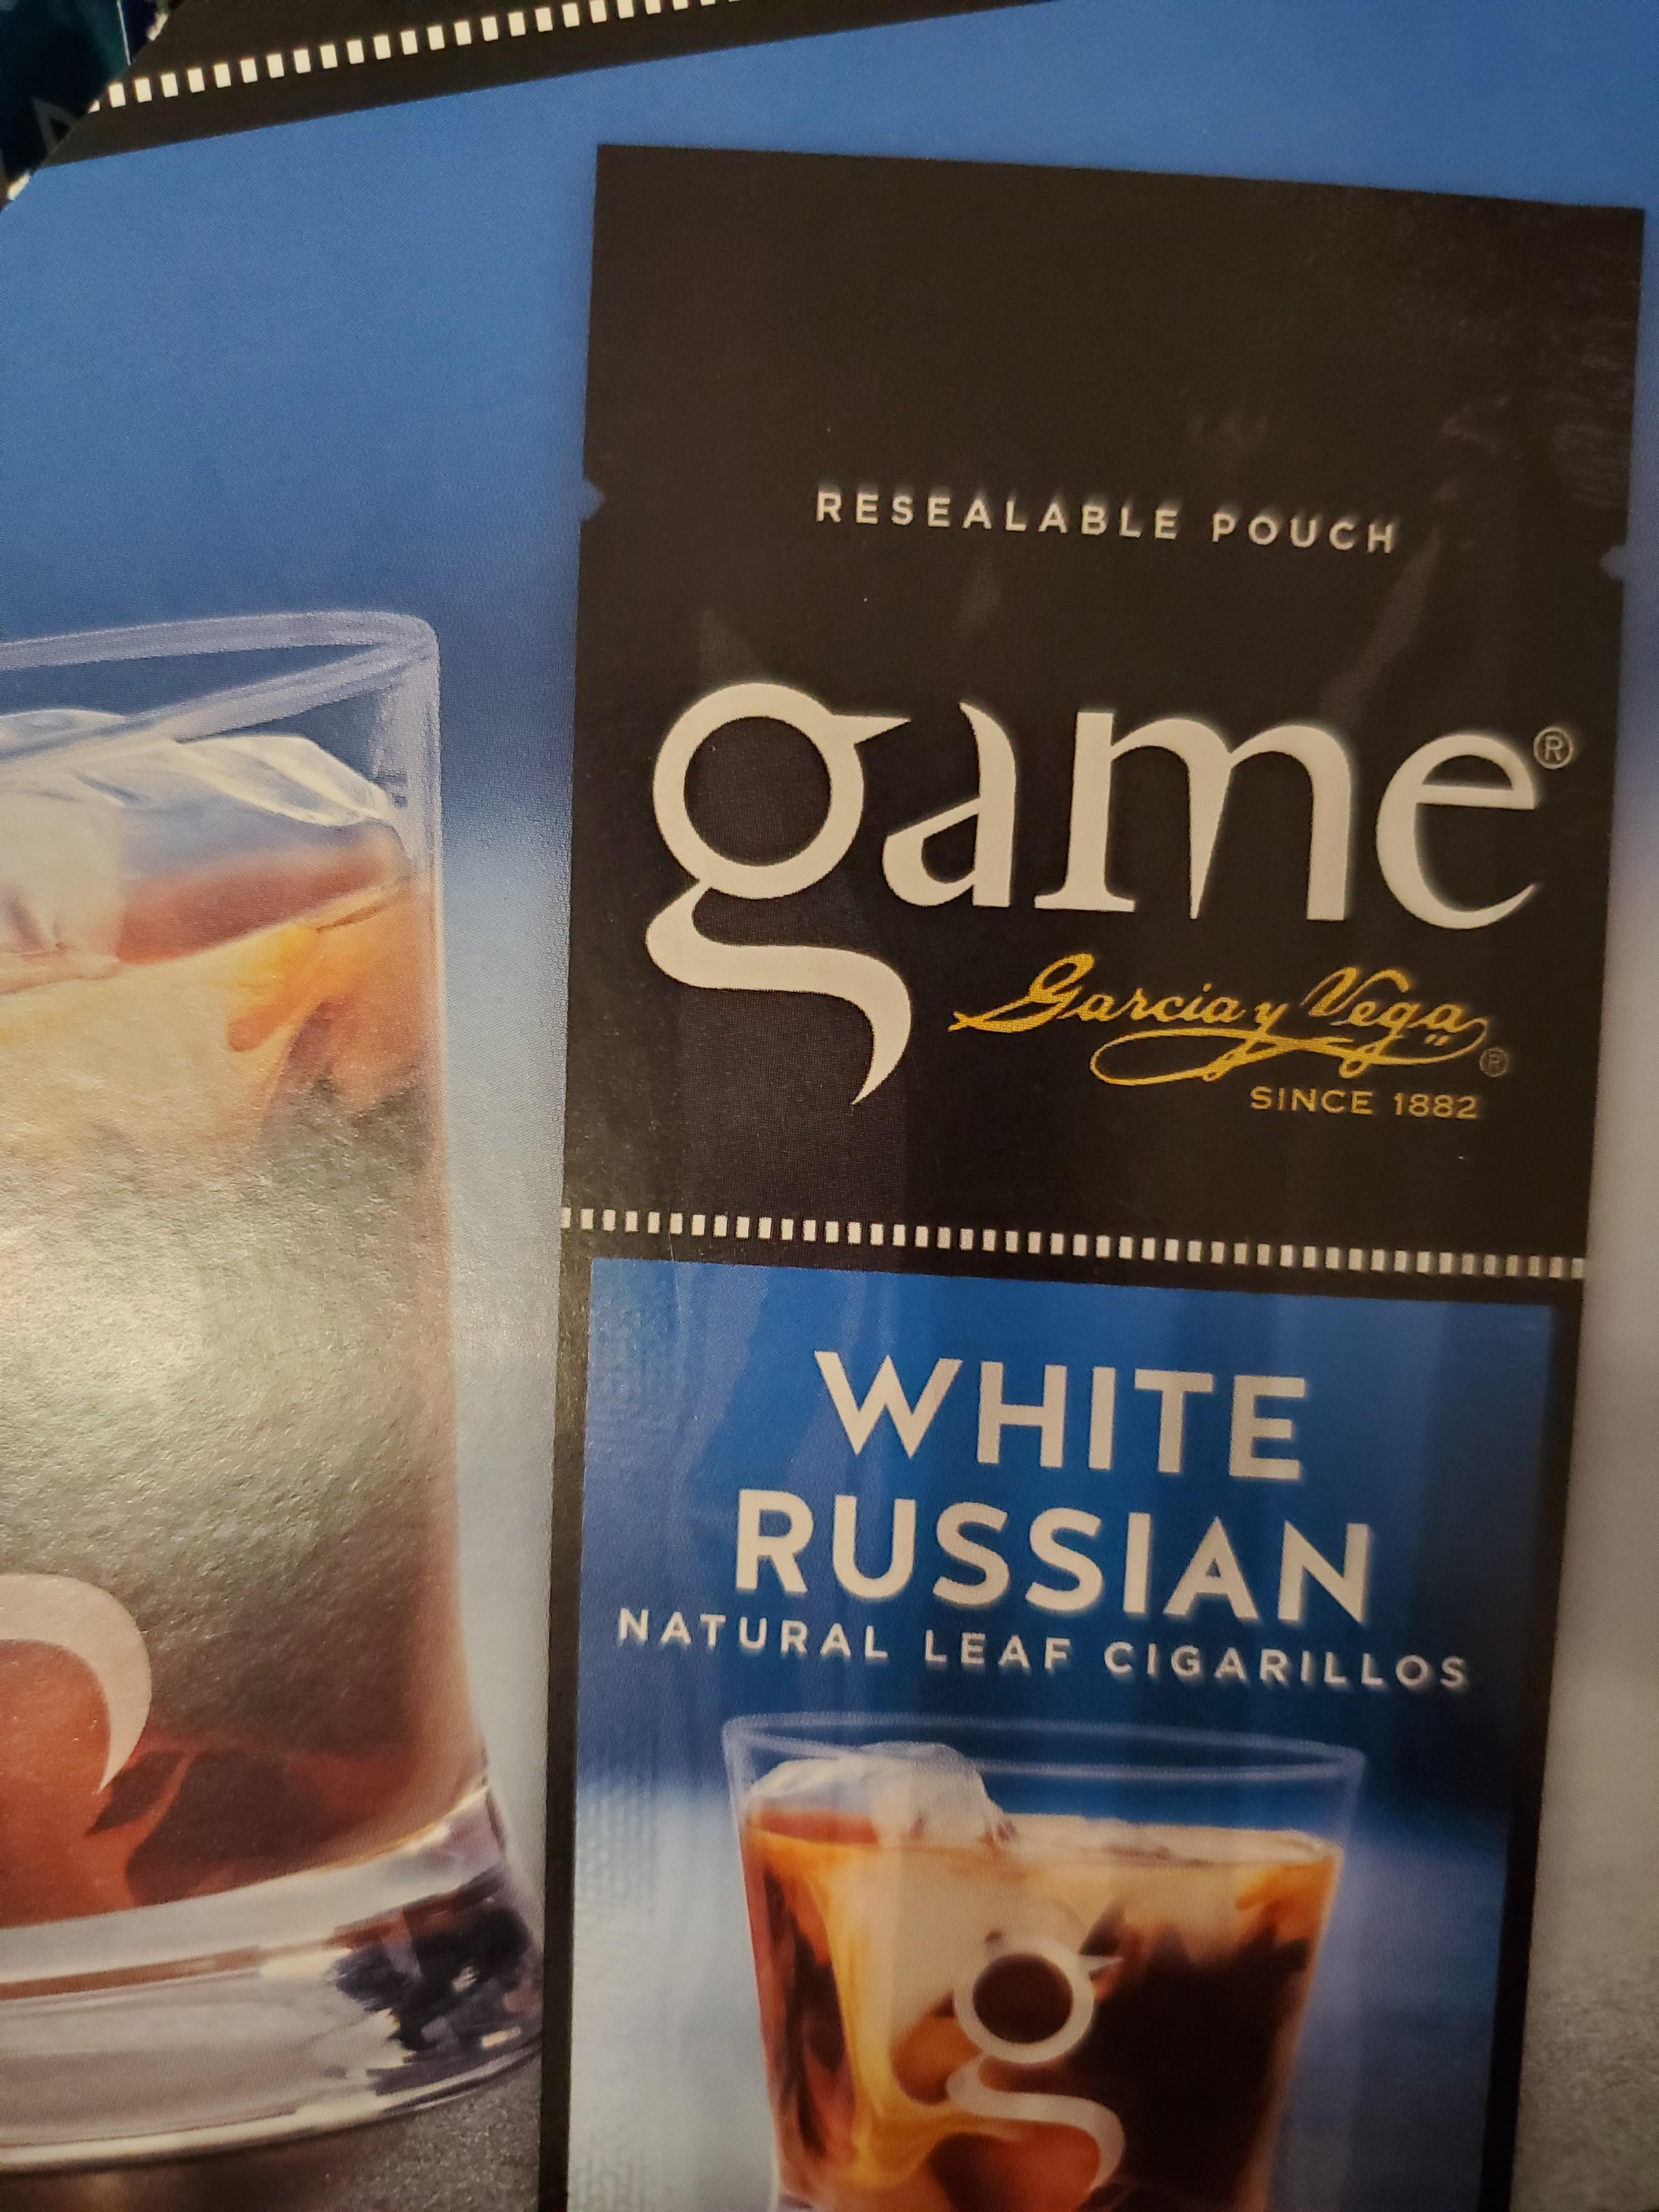 RESEALABLE POUCH
game®
Garcia y Vega®
SINCE 1882
WHITE
RUSSIAN
NATURAL LEAF CIGARILLOS
g